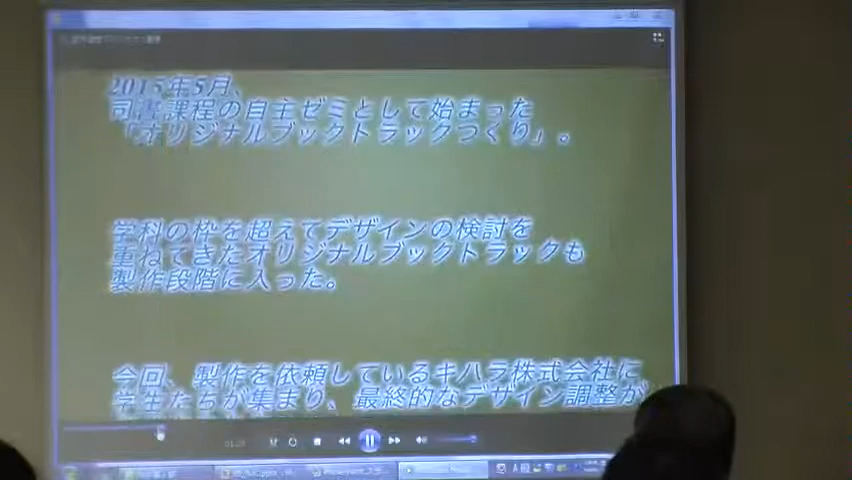 2015年5月、
司書課程の自主ゼミとして始まった
「オリジナルブックトラックつくり」。
学科の枠を超えてデザインの検討を
重ねてきたオリジナルブックトラックも
製作段階に入った。
今回、製作を依頼しているキハラ株式会社に
学生たちが集まり、最終的なデザイン調整が